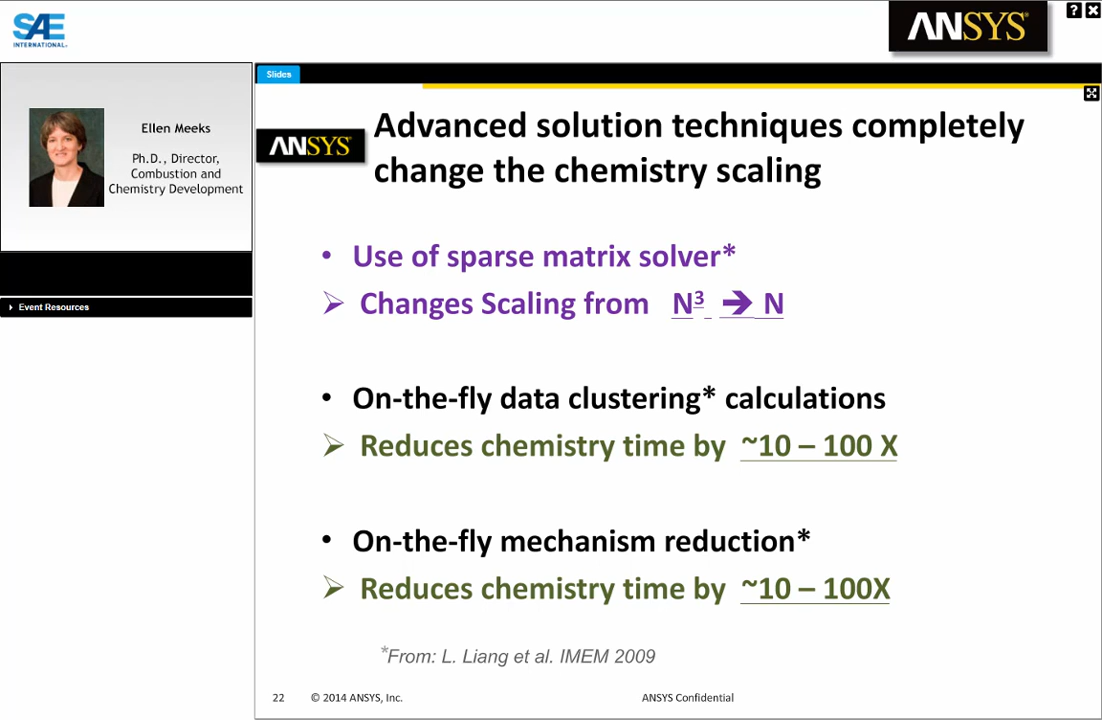 SAE
INTERNATIONAL®
ANSYS®
?
Slides
Ellen Meeks
Ph.D., Director,
Combustion and
Chemistry Development
Event Resources
ANSYS®
Advanced solution techniques completely
change the chemistry scaling
• Use of sparse matrix solver*
➢ Changes Scaling from N³ ➔ N
• On-the-fly data clustering* calculations
➢ Reduces chemistry time by ~10 – 100 X
• On-the-fly mechanism reduction*
➢ Reduces chemistry time by ~10 – 100X
*From: L. Liang et al. IMEM 2009
22 © 2014 ANSYS, Inc. ANSYS Confidential